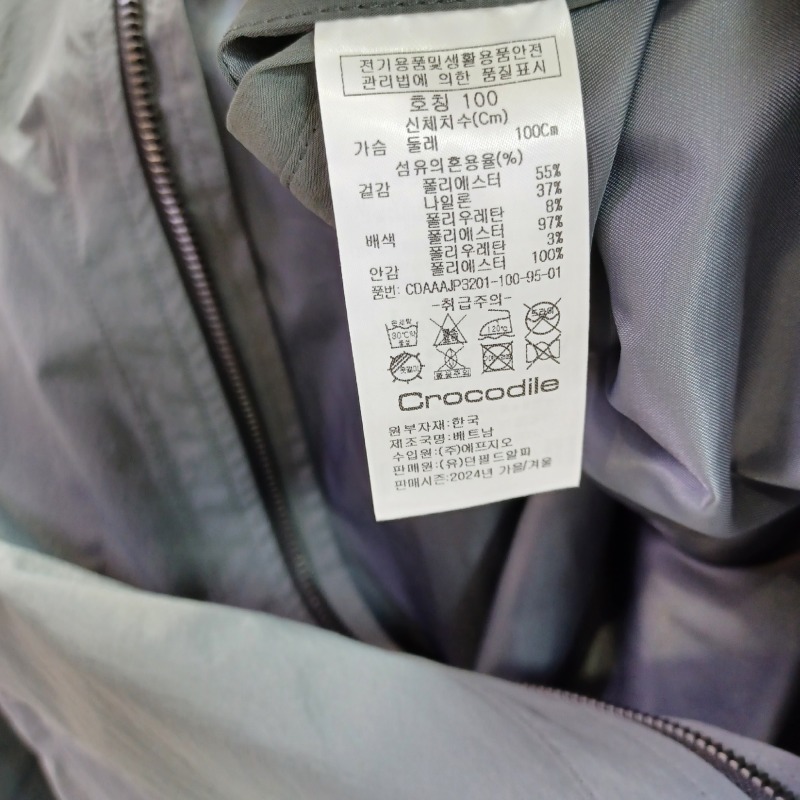 전기용품및생활용품안전
관리법에 의한 품질표시
호칭 100
신체치수(Cm)
가슴 둘레 100Cm
섬유의혼용율(%)
겉감 폴리에스터 55%
나일론 37%
폴리우레탄 8%
배색 폴리에스터 97%
폴리우레탄 3%
안감 폴리에스터 100%
품번: CDAAAJP3201-100-95-01
-취급주의-
30℃
120℃
Crocodile
원부자재:한국
제조국명:베트남
수입원:(주)에프지오
판매원:(유)던필드알파
판매시즌:2024년 가을/겨울